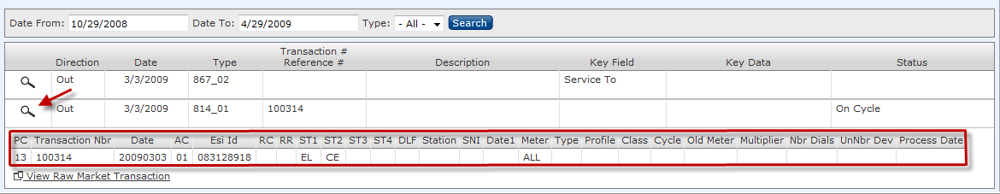 Date From: 10/29/2008 Date To: 4/29/2009 Type: - All - Search
Transaction #
Direction Date Type Reference # Description Key Field Key Data Status
Out 3/3/2009 867_02 Service To
Out 3/3/2009 814_01 100314 On Cycle
PC Transaction Nbr Date AC Esi Id RC RR ST1 ST2 ST3 ST4 DLF Station SNI Date1 Meter Type Profile Class Cycle Old Meter Multiplier Nbr Dials UnNbr Dev Process Date
13 100314 20090303 01 083128918 EL CE ALL
View Raw Market Transaction